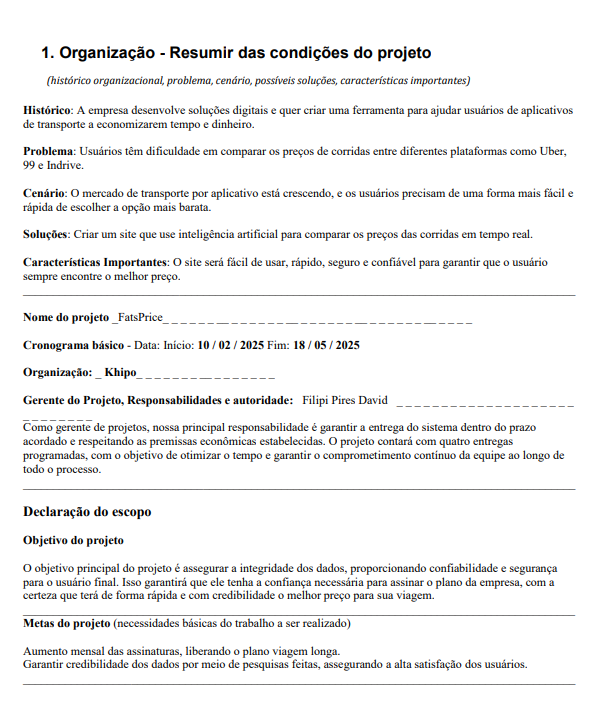 1. Organização - Resumir das condições do projeto
(histórico organizacional, problema, cenário, possíveis soluções, características importantes)
Histórico: A empresa desenvolve soluções digitais e quer criar uma ferramenta para ajudar usuários de aplicativos
de transporte a economizarem tempo e dinheiro.
Problema: Usuários têm dificuldade em comparar os preços de corridas entre diferentes plataformas como Uber,
99 e Indrive.
Cenário: O mercado de transporte por aplicativo está crescendo, e os usuários precisam de uma forma mais fácil e
rápida de escolher a opção mais barata.
Soluções: Criar um site que use inteligência artificial para comparar os preços das corridas em tempo real.
Características Importantes: O site será fácil de usar, rápido, seguro e confiável para garantir que o usuário
sempre encontre o melhor preço.
Nome do projeto _FatsPrice_ _ _ _ _ _ _ _ _ _ _ _ _ _ _ _ _ _ _ _ _ _ _ _ _ _ _ _ _ _ _ _
Cronograma básico - Data: Início: 10 / 02 / 2025 Fim: 18 / 05 / 2025
Organização: _ Khipo_ _ _ _ _ _ _ _ _ _ _ _ _ _ _
Gerente do Projeto, Responsabilidades e autoridade: Filipi Pires David _ _ _ _ _ _ _ _ _ _ _ _ _ _ _ _ _ _ _ _
_ _ _ _ _ _ _ _
Como gerente de projetos, nossa principal responsabilidade é garantir a entrega do sistema dentro do prazo
acordado e respeitando as premissas econômicas estabelecidas. O projeto contará com quatro entregas
programadas, com o objetivo de otimizar o tempo e garantir o comprometimento contínuo da equipe ao longo de
todo o processo.
Declaração do escopo
Objetivo do projeto
O objetivo principal do projeto é assegurar a integridade dos dados, proporcionando confiabilidade e segurança
para o usuário final. Isso garantirá que ele tenha a confiança necessária para assinar o plano da empresa, com a
certeza que terá de forma rápida e com credibilidade o melhor preço para sua viagem.
Metas do projeto (necessidades básicas do trabalho a ser realizado)
Aumento mensal das assinaturas, liberando o plano viagem longa.
Garantir credibilidade dos dados por meio de pesquisas feitas, assegurando a alta satisfação dos usuários.